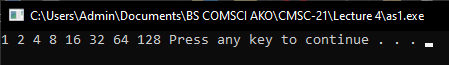 C:\Users\Admin\Documents\BS COMSCI AKO\CMSC-21\Lecture 4\as1.exe
1 2 4 8 16 32 64 128 Press any key to continue . . .